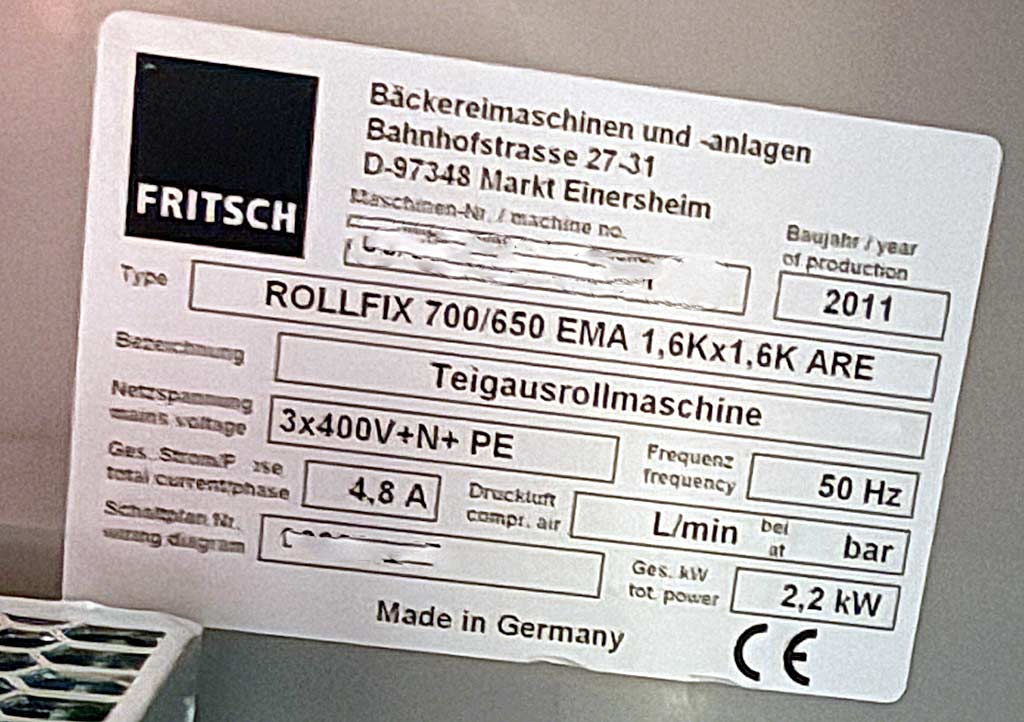 FRITSCH
Bäckereimaschinen und -anlagen
Bahnhofstrasse 27-31
D-97348 Markt Einersheim
Maschinen-Nr. / machine no.
Baujahr / year
of production
2011
Type
ROLLFIX 700/650 EMA 1,6Kx1,6K ARE
Bezeichnung
Teigausrollmaschine
Netzspannung
mains voltage
3x400V+N+ PE
Frequenz
frequency
50 Hz
Ges. Strom/
total current/phase
4,8 A
Druckluft
compr. air
L/min
bei
at
bar
Schaltplan Nr.
wiring diagram
Ges. kW
tot. power
2,2 kW
Made in Germany
CE